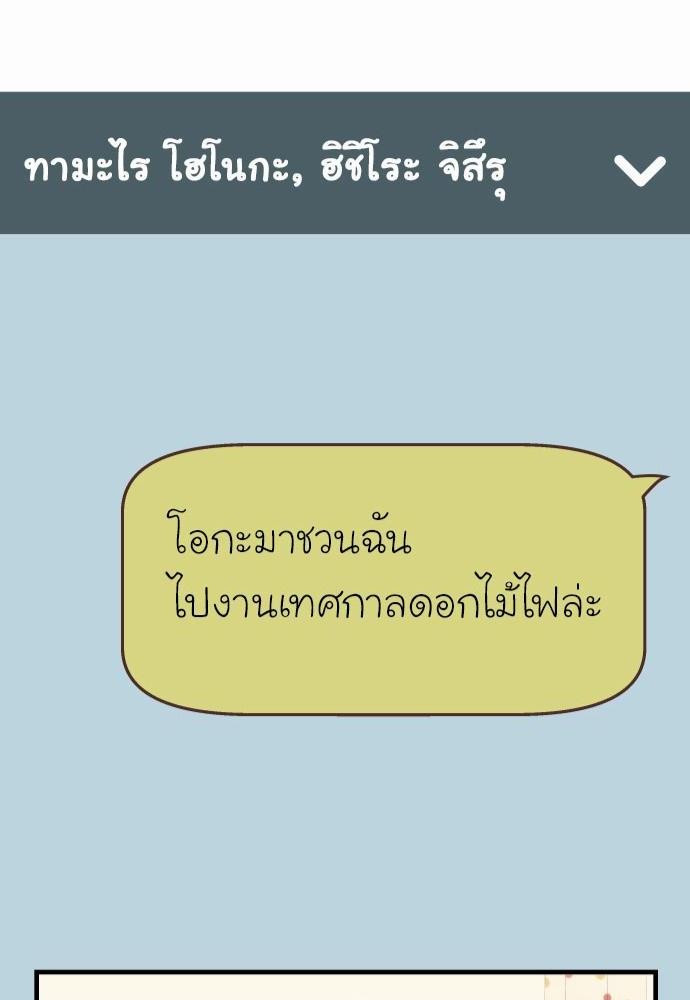 ทามะไร โฮโนกะ, ฮิชิโระ จิสึรุ
โอกะมาชวนฉัน
ไปงานเทศกาลดอกไม้ไฟล่ะ